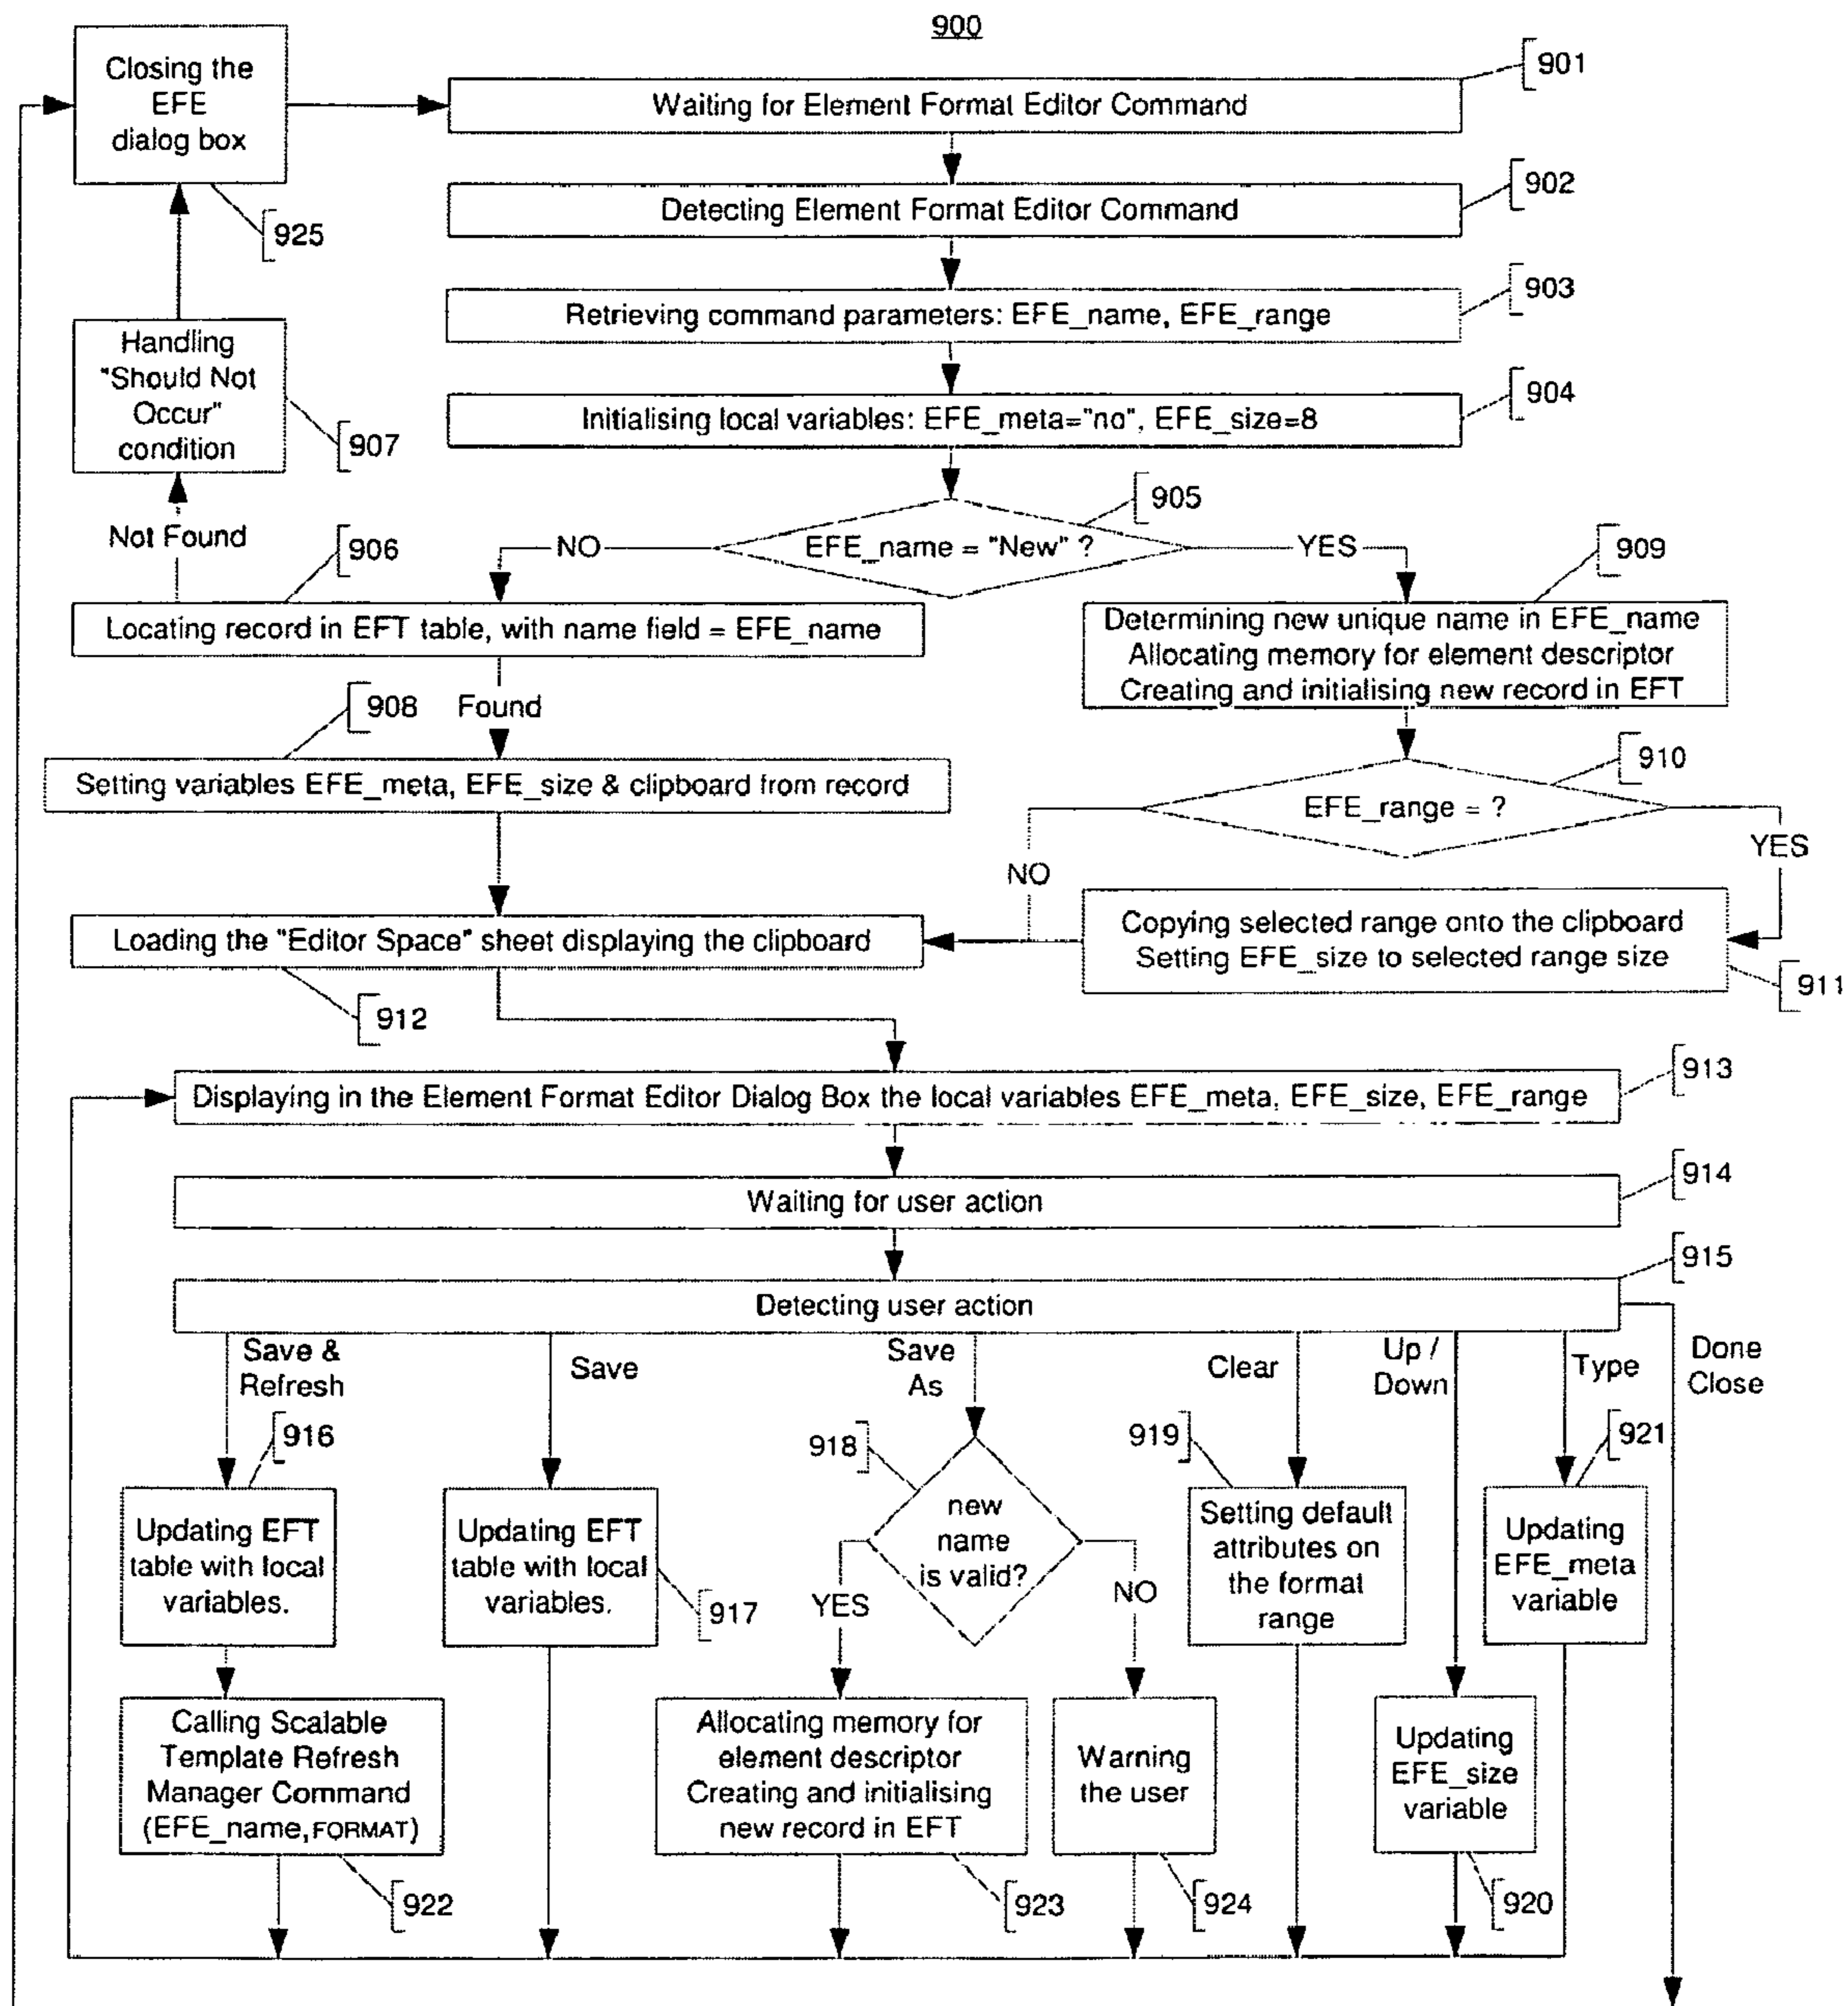 900
Closing the
EFE
dialog box
925
Waiting for Element Format Editor Command
901
Detecting Element Format Editor Command
902
Retrieving command parameters: EFE_name, EFE_range
903
Initialising local variables: EFE_meta="no", EFE_size=8
904
Handling
"Should Not
Occur"
condition
907
EFE_name = "New" ?
905
NO
YES
Not Found
906
Locating record in EFT table, with name field = EFE_name
909
Determining new unique name in EFE_name
Allocating memory for element descriptor
Creating and initialising new record in EFT
908
Found
Setting variables EFE_meta, EFE_size & clipboard from record
910
EFE_range = ?
NO
YES
Loading the "Editor Space" sheet displaying the clipboard
912
Copying selected range onto the clipboard
Setting EFE_size to selected range size
911
Displaying in the Element Format Editor Dialog Box the local variables EFE_meta, EFE_size, EFE_range
913
Waiting for user action
914
Detecting user action
915
Save &
Refresh
Save
Save
As
Clear
Up /
Down
Type
Done
Close
916
Updating EFT
table with local
variables.
Updating EFT
table with local
variables.
917
918
new
name
is valid?
YES
NO
919
Setting default
attributes on
the format
range
921
Updating
EFE_meta
variable
Calling Scalable
Template Refresh
Manager Command
(EFE_name,FORMAT)
922
Allocating memory for
element descriptor
Creating and initialising
new record in EFT
923
Warning
the user
924
Updating
EFE_size
variable
920